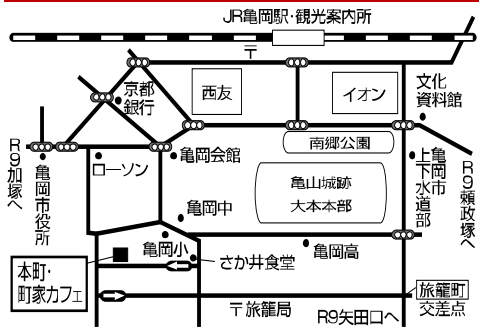 JR亀岡駅・観光案内所
〒
京都
銀行
西友
イオン
文化
資料館
南郷公園
R9加塚へ
亀岡市役所
ローソン
亀岡会館
亀山城跡
大本本部
亀岡市
上下水道部
R9頼政塚へ
亀岡中
亀岡小
さか井食堂
亀岡高
本町・
町家カフェ
旅籠町
交差点
〒旅籠局
R9矢田口へ